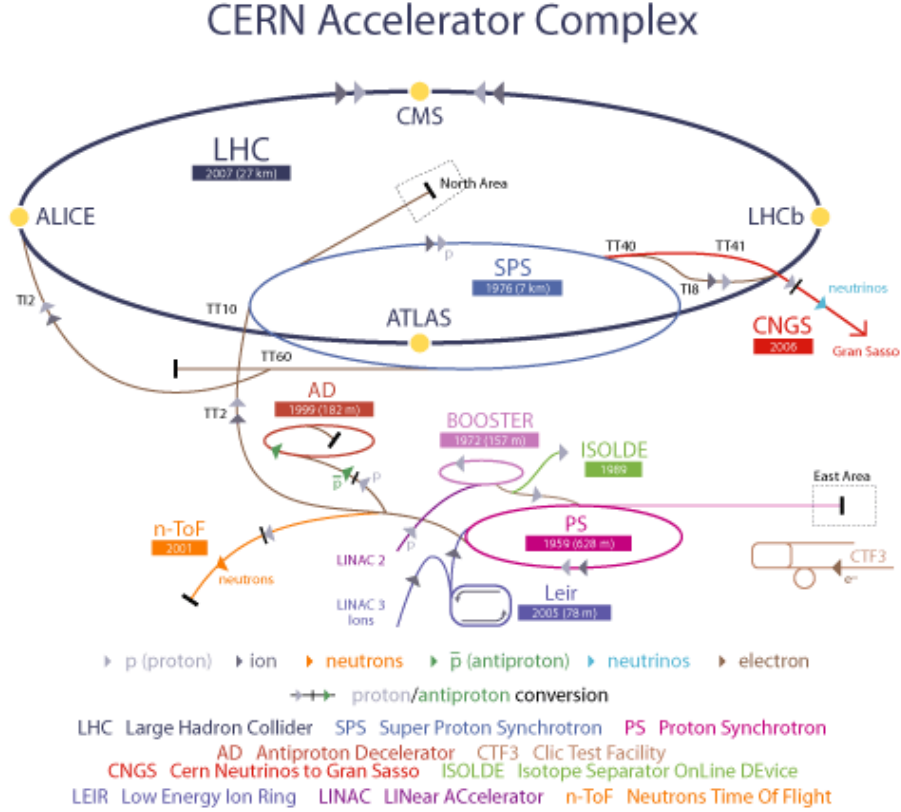 CERN Accelerator Complex
CMS
LHC
2007 (27 km)
North Area
ALICE
LHCb
p
TT40
TT41
SPS
1976 (7 km)
TI2
TT10
TI8
neutrinos
ATLAS
CNGS
2006
Gran Sasso
TT60
AD
1999 (182 m)
TT2
BOOSTER
1972 (157 m)
ISOLDE
1989
East Area
p̅
p
n-ToF
2001
PS
1959 (628 m)
p
LINAC 2
neutrons
CTF3
e-
LINAC 3
Ions
Leir
2005 (78 m)
p (proton) ion neutrons p̅ (antiproton) neutrinos electron
proton/antiproton conversion
LHC Large Hadron Collider SPS Super Proton Synchrotron PS Proton Synchrotron
AD Antiproton Decelerator CTF3 Clic Test Facility
CNGS Cern Neutrinos to Gran Sasso ISOLDE Isotope Separator OnLine DEvice
LEIR Low Energy Ion Ring LINAC LINear ACcelerator n-ToF Neutrons Time Of Flight